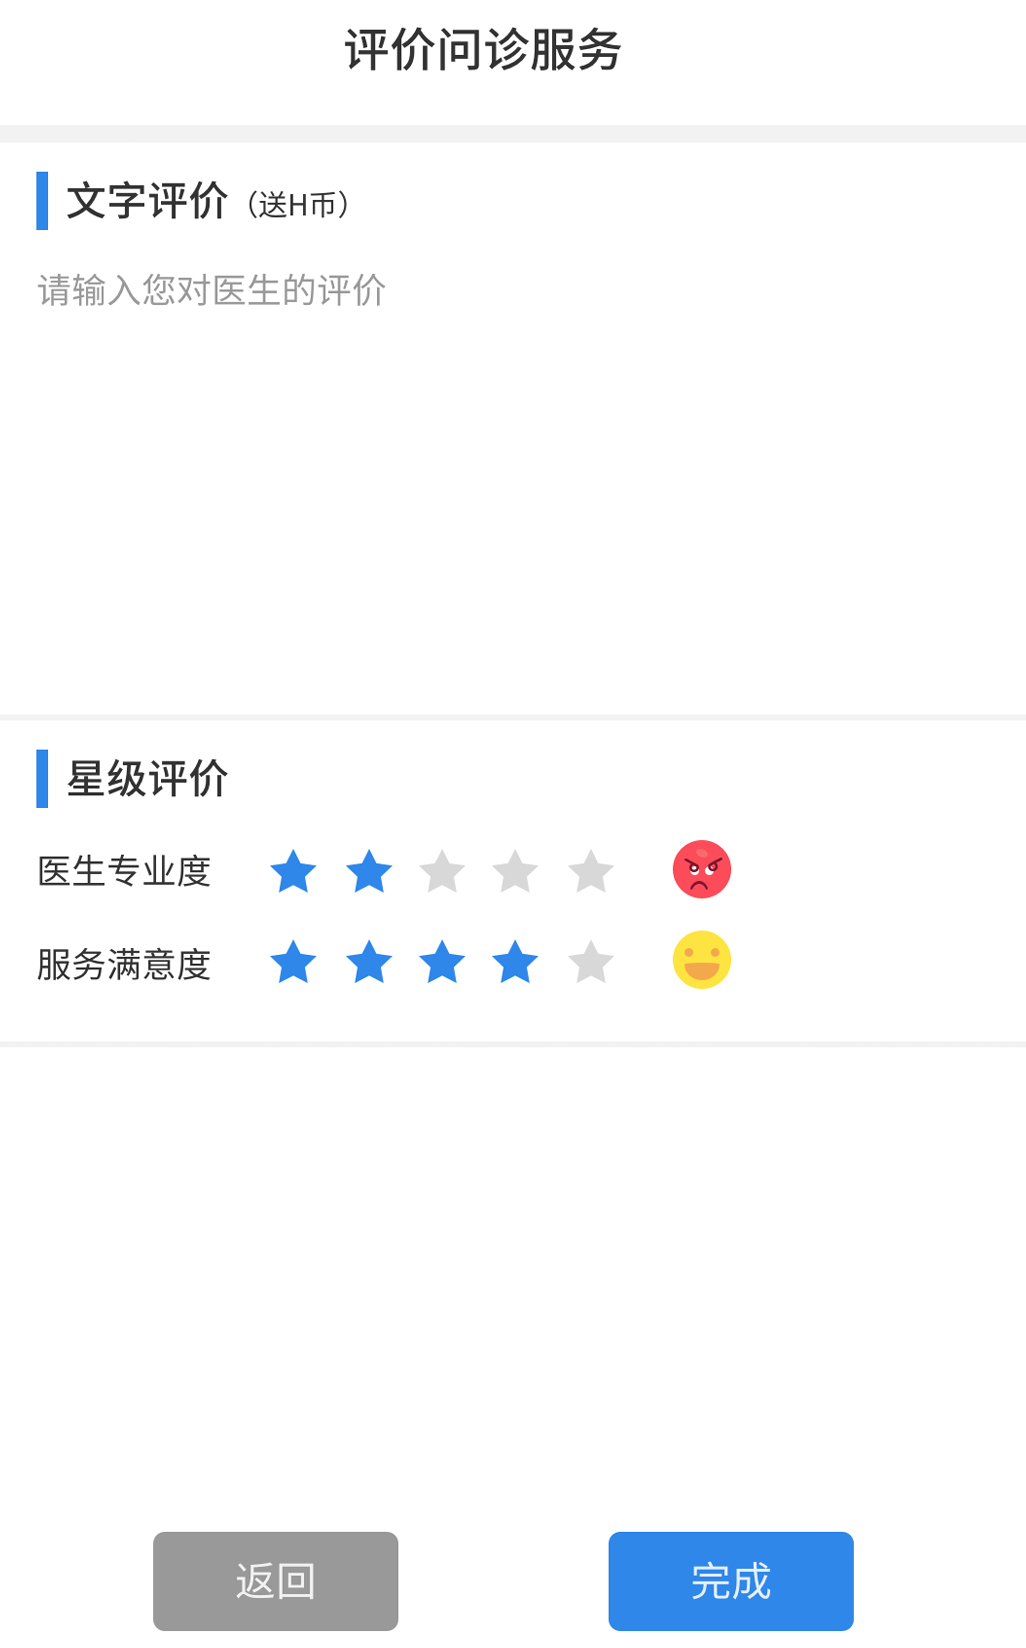 评价问诊服务
文字评价（送H币）
请输入您对医生的评价
星级评价
医生专业度
服务满意度
返回 完成